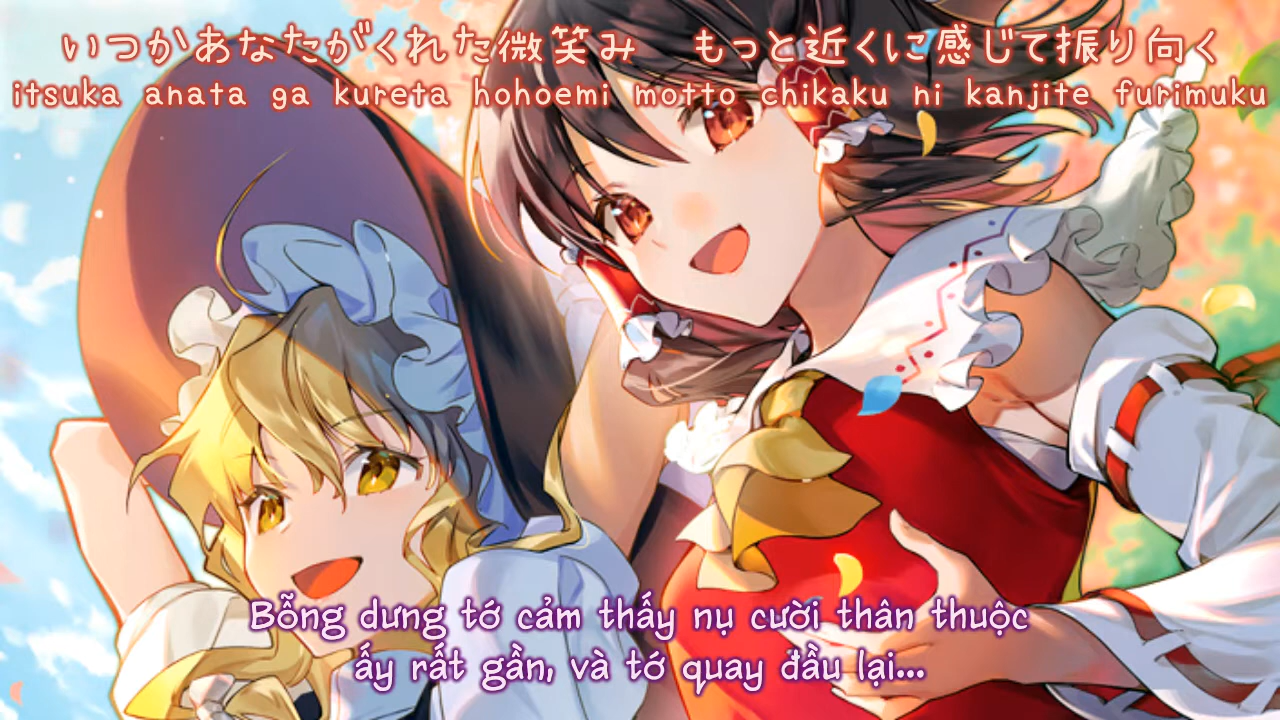 いつかあなたがくれた微笑み　もっと近くに感じて振り向く
itsuka anata ga kureta hohoemi motto chikaku ni kanjite furimuku
Bỗng dưng tớ cảm thấy nụ cười thân thuộc
ấy rất gần, và tớ quay đầu lại...